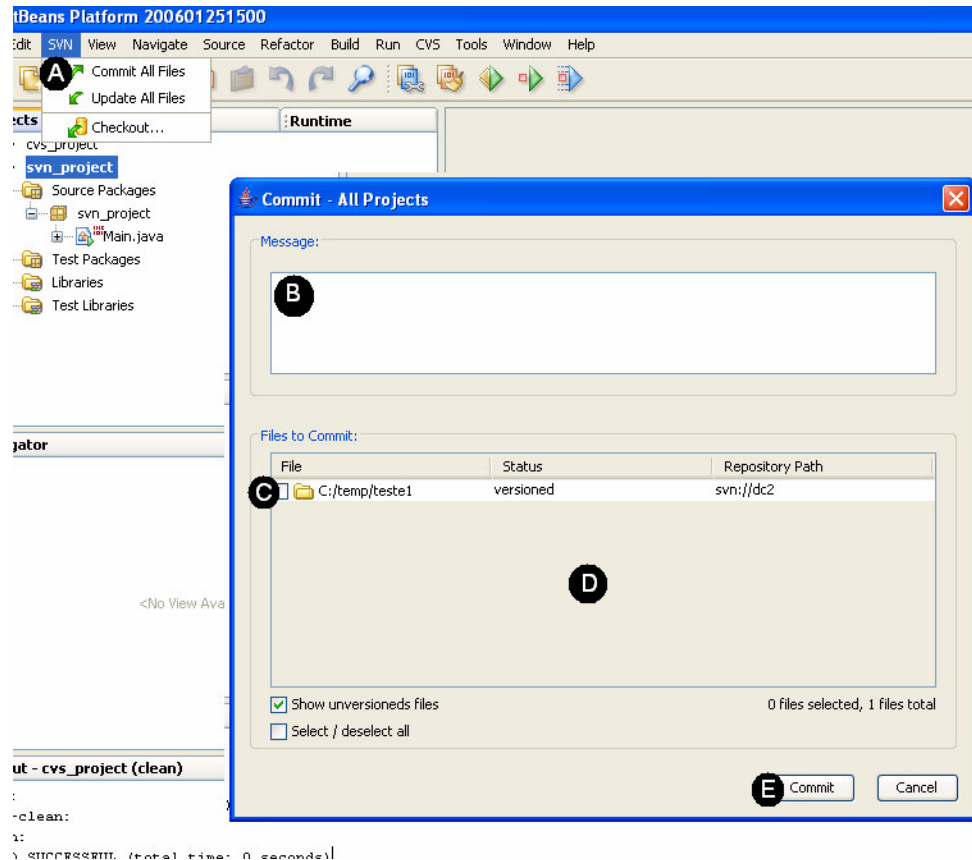 tBeans Platform 200601251500
Edit SVN View Navigate Source Refactor Build Run CVS Tools Window Help
A
Commit All Files
Update All Files
Checkout...
ects
Runtime
cvs_project
svn_project
Source Packages
svn_project
Main.java
Test Packages
Libraries
Test Libraries
Commit - All Projects
Message:
B
Files to Commit:
File Status Repository Path
C
C:/temp/teste1 versioned svn://dc2
D
Show unversioneds files
0 files selected, 1 files total
Select / deselect all
E
Commit Cancel
gator
<No View Ava
ut - cvs_project (clean)
:
-clean:
n:
) SUCCESSFUL (total time: 0 seconds)